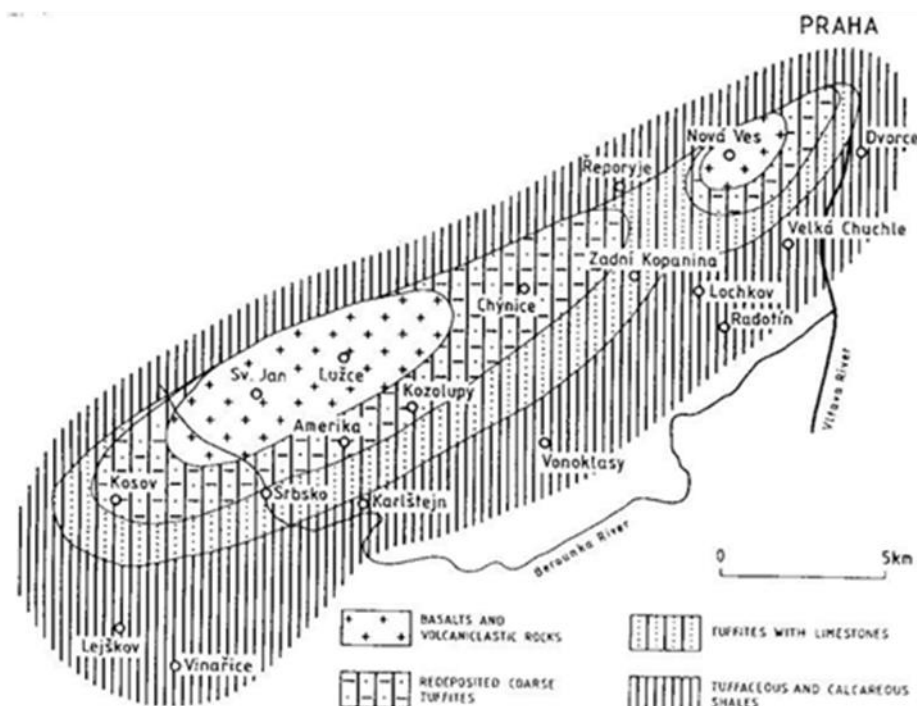 PRAHA
Nová Ves
Dvorce
Řeporyje
Velká Chuchle
Zadní Kopanina
Lochkov
Chýnice
Radotín
Vltava River
Lužce
Sv. Jan
Kozolupy
Amerika
Vonoklasy
Kosov
Srbsko
Karlštejn
Berounka River
0 5km
Lejškov
Vinařice
BASALTS AND
VOLCANICLASTIC ROCKS
TUFFITES WITH LIMESTONES
REDEPOSITED COARSE
TUFFITES
TUFFACEOUS AND CALCAREOUS
SHALES